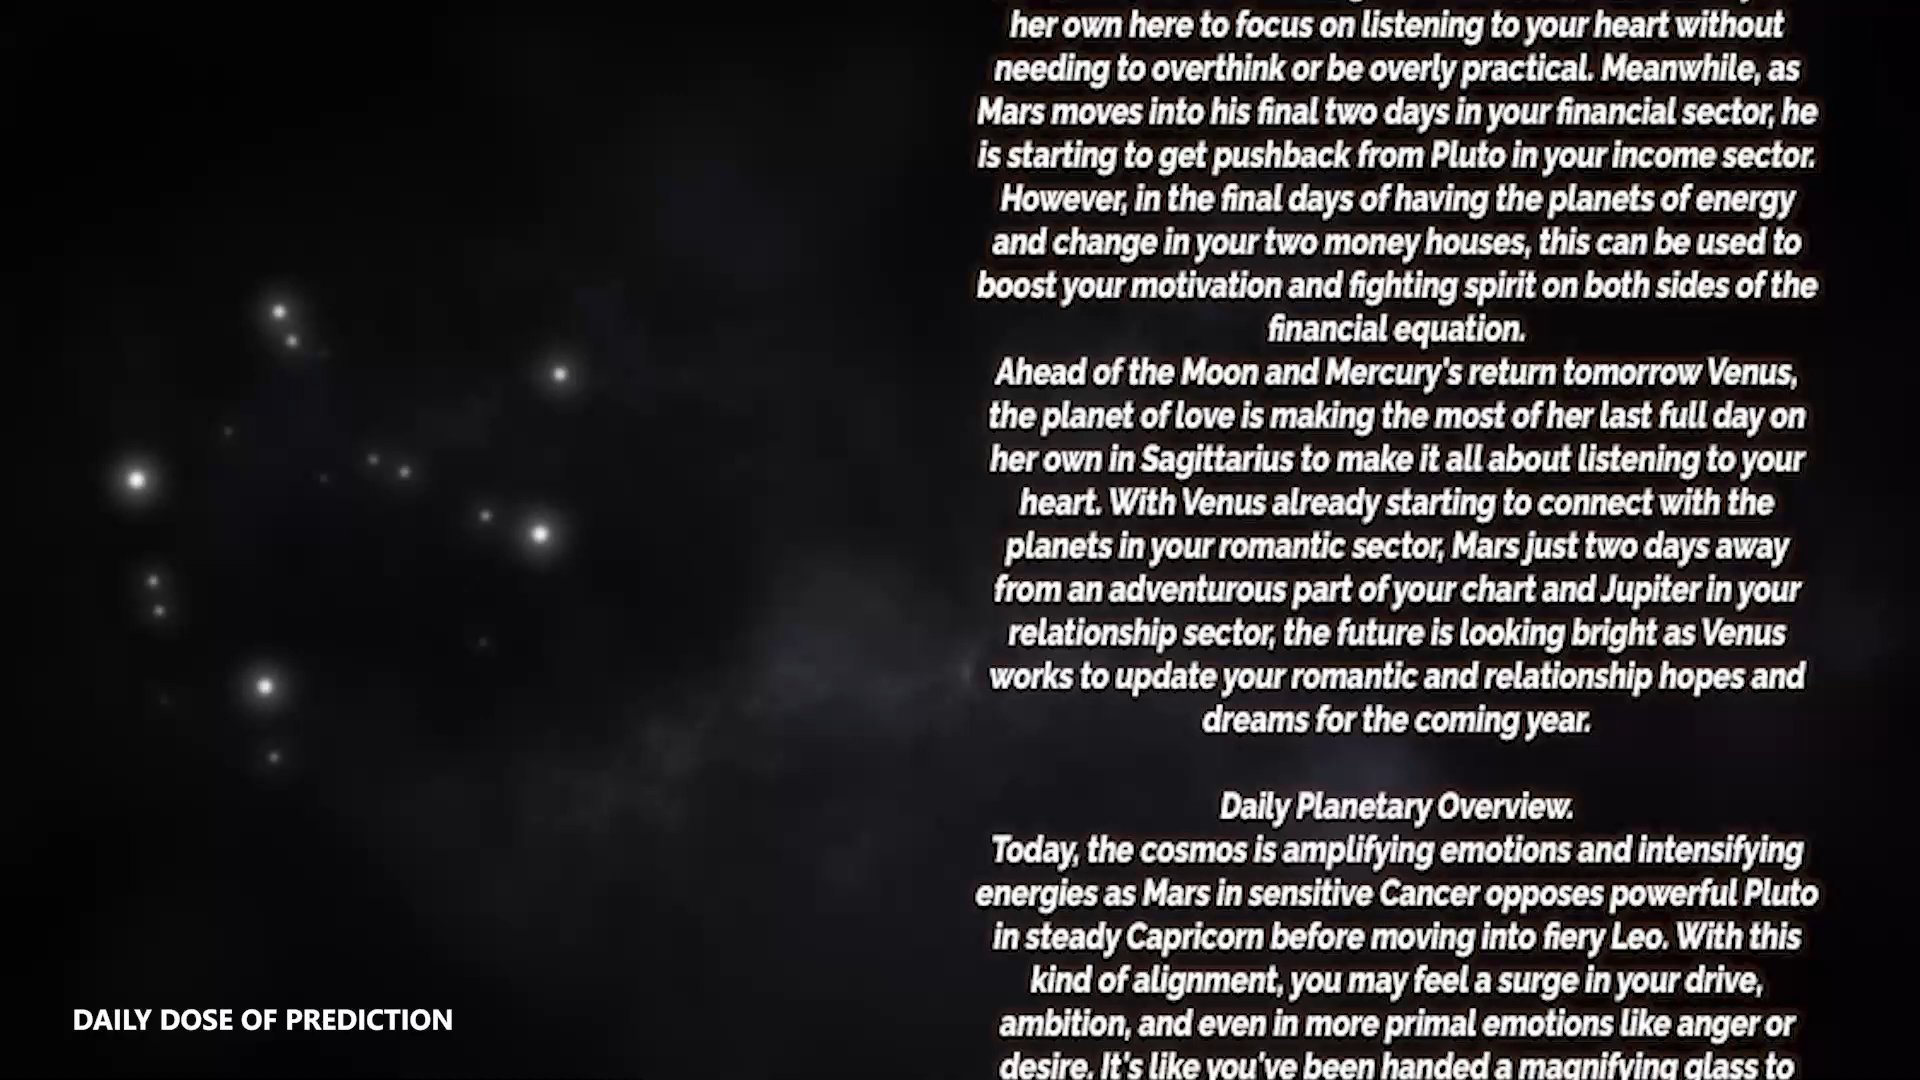 her own here to focus on listening to your heart without
needing to overthink or be overly practical. Meanwhile, as
Mars moves into his final two days in your financial sector, he
is starting to get pushback from Pluto in your income sector.
However, in the final days of having the planets of energy
and change in your two money houses, this can be used to
boost your motivation and fighting spirit on both sides of the
financial equation.
Ahead of the Moon and Mercury's return tomorrow Venus,
the planet of love is making the most of her last full day on
her own in Sagittarius to make it all about listening to your
heart. With Venus already starting to connect with the
planets in your romantic sector, Mars just two days away
from an adventurous part of your chart and Jupiter in your
relationship sector, the future is looking bright as Venus
works to update your romantic and relationship hopes and
dreams for the coming year.
Daily Planetary Overview.
Today, the cosmos is amplifying emotions and intensifying
energies as Mars in sensitive Cancer opposes powerful Pluto
in steady Capricorn before moving into fiery Leo. With this
kind of alignment, you may feel a surge in your drive,
ambition, and even in more primal emotions like anger or
desire. It's like you've been handed a magnifying glass to
DAILY DOSE OF PREDICTION